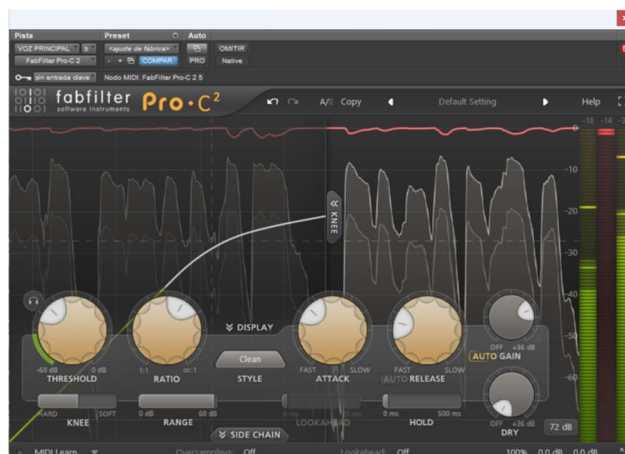 Pista Preset Auto
VOZ PRINCIPAL b <ajuste de fábrica> OMITIR
FabFilter Pro-C 2 - + COMPAR PRO Native
sin entrada clave Nodo MIDI: FabFilter Pro-C 2 5
fabfilter Pro·C²
software instruments
A/B Copy Default Setting Help
-16 -14
0
-10
-20
KNEE
-30
-40
-50
-60
DISPLAY
Clean
STYLE
-60 dB 0 dB
THRESHOLD
1:1 ∞:1
RATIO
FAST SLOW
ATTACK
FAST SLOW
AUTO RELEASE
OFF +36 dB
AUTO GAIN
HARD SOFT
KNEE
0 dB 60 dB
RANGE
LOOKAHEAD
0 ms 500 ms
HOLD
OFF +36 dB
DRY
72 dB
SIDE CHAIN
MIDI Learn Oversampling: Off Lookahead: Off 100% 0.0 dB 0.0 dB